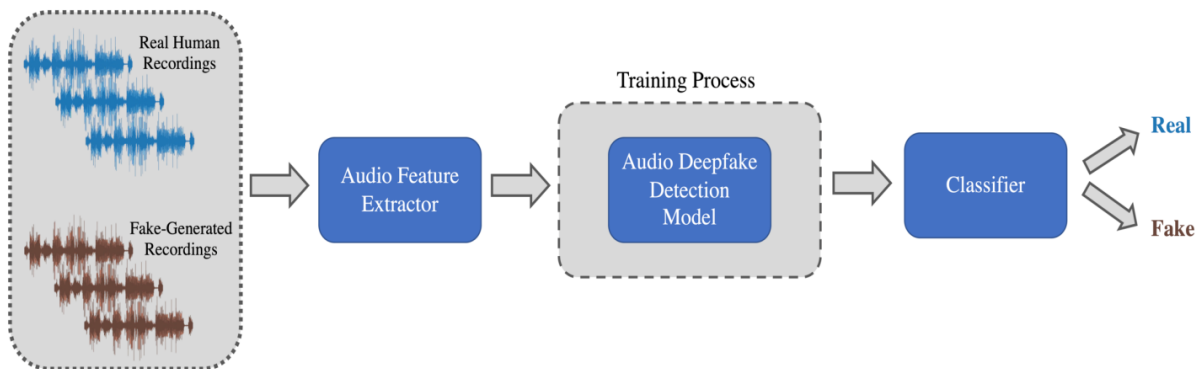 Real Human
Recordings
Fake-Generated
Recordings
Audio Feature
Extractor
Training Process
Audio Deepfake
Detection
Model
Classifier
Real
Fake